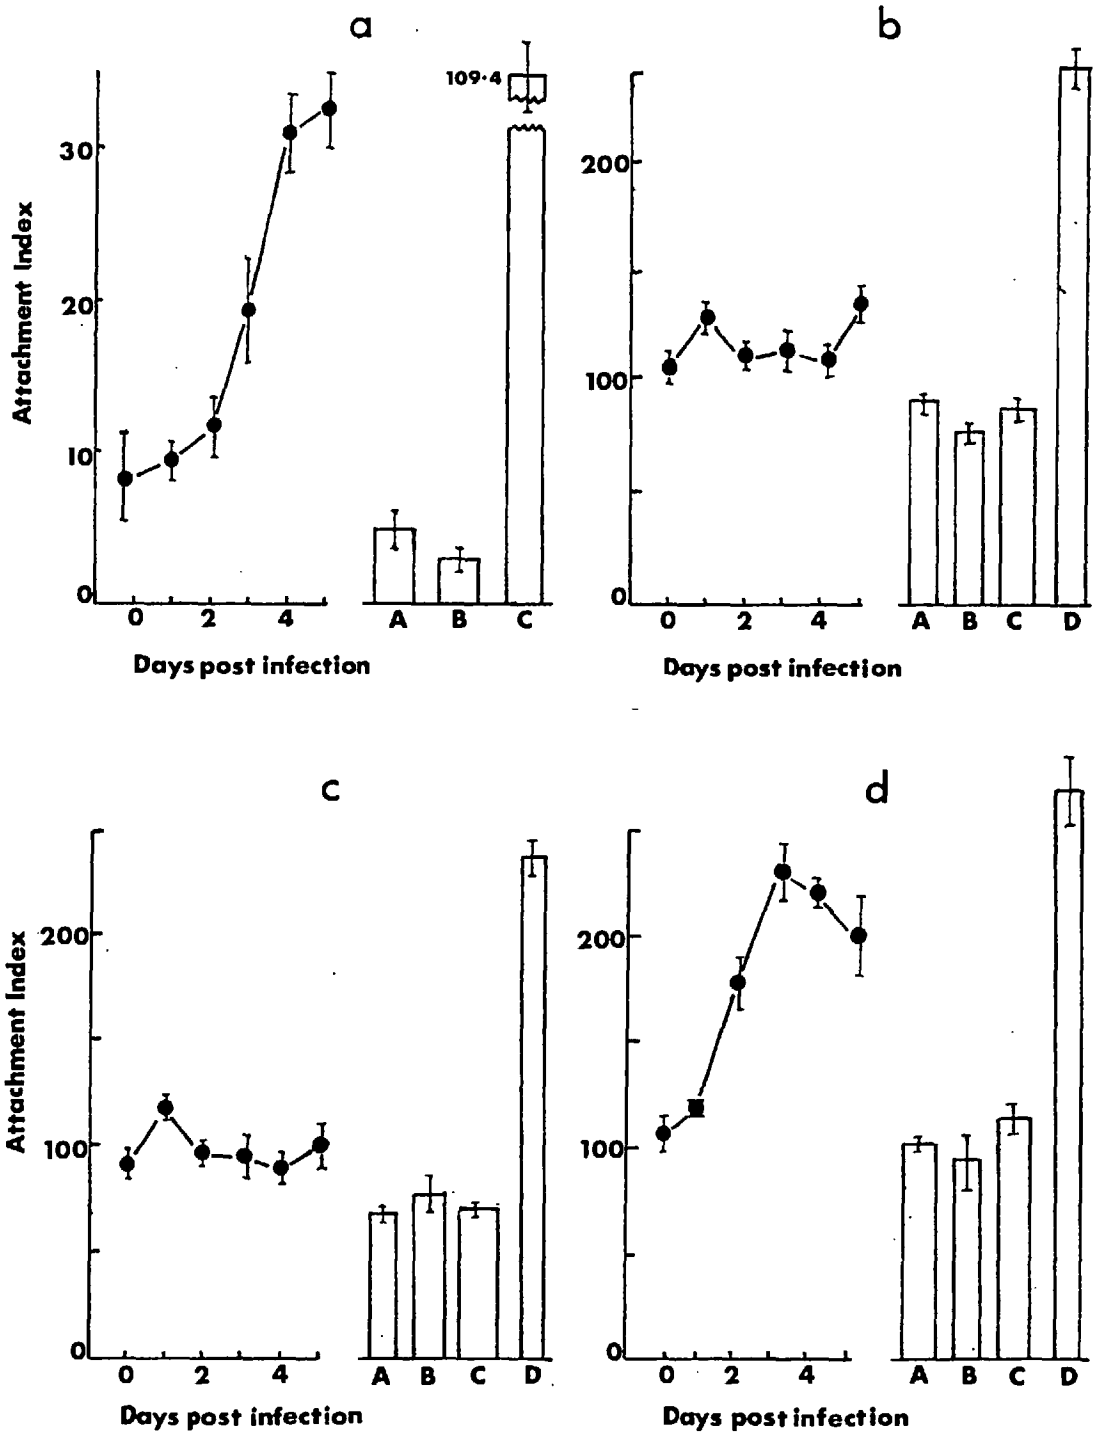 a
109·4
30
20
10
0
Attachment Index
0 2 4
A B C
Days post infection
b
200
100
0
0 2 4
A B C D
Days post infection
c
200
100
0
Attachment Index
0 2 4
A B C D
Days post infection
d
200
100
0
0 2 4
A B C D
Days post infection